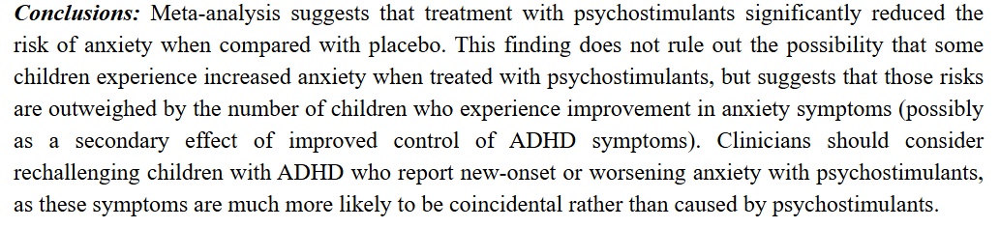 Conclusions: Meta-analysis suggests that treatment with psychostimulants significantly reduced the
risk of anxiety when compared with placebo. This finding does not rule out the possibility that some
children experience increased anxiety when treated with psychostimulants, but suggests that those risks
are outweighed by the number of children who experience improvement in anxiety symptoms (possibly
as a secondary effect of improved control of ADHD symptoms). Clinicians should consider
rechallenging children with ADHD who report new-onset or worsening anxiety with psychostimulants,
as these symptoms are much more likely to be coincidental rather than caused by psychostimulants.